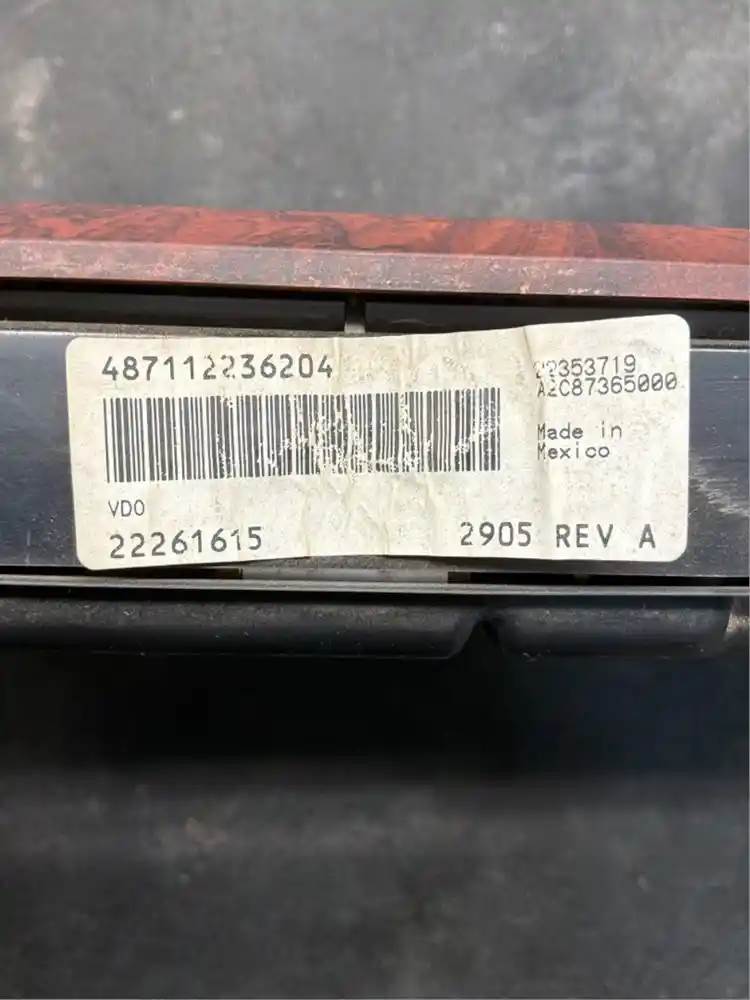 487112236204
22353719
A2C87365000
Made in
Mexico
VDO
22261615
2905 REV A